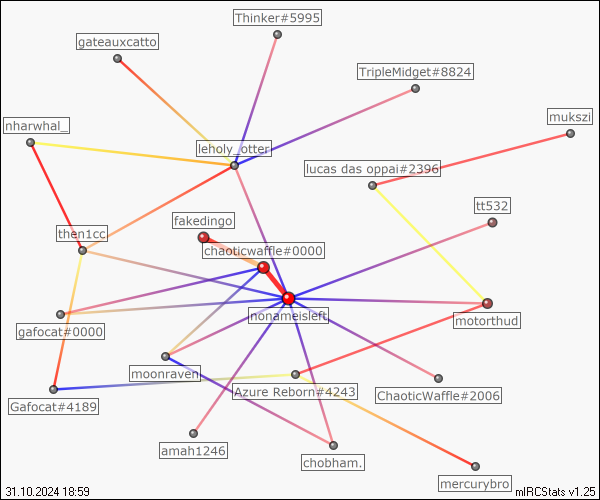 Thinker#5995
gateauxcatto
TripleMidget#8824
mukszi
nharwhal_
leholy_otter
lucas das oppai#2396
tt532
fakedingo
then1cc
chaoticwaffle#0000
nonameisleft
motorthud
gafocat#0000
moonraven
Azure Reborn#4243
ChaoticWaffle#2006
Gafocat#4189
amah1246
chobham.
mercurybro
31.10.2024 18:59
mIRCStats v1.25